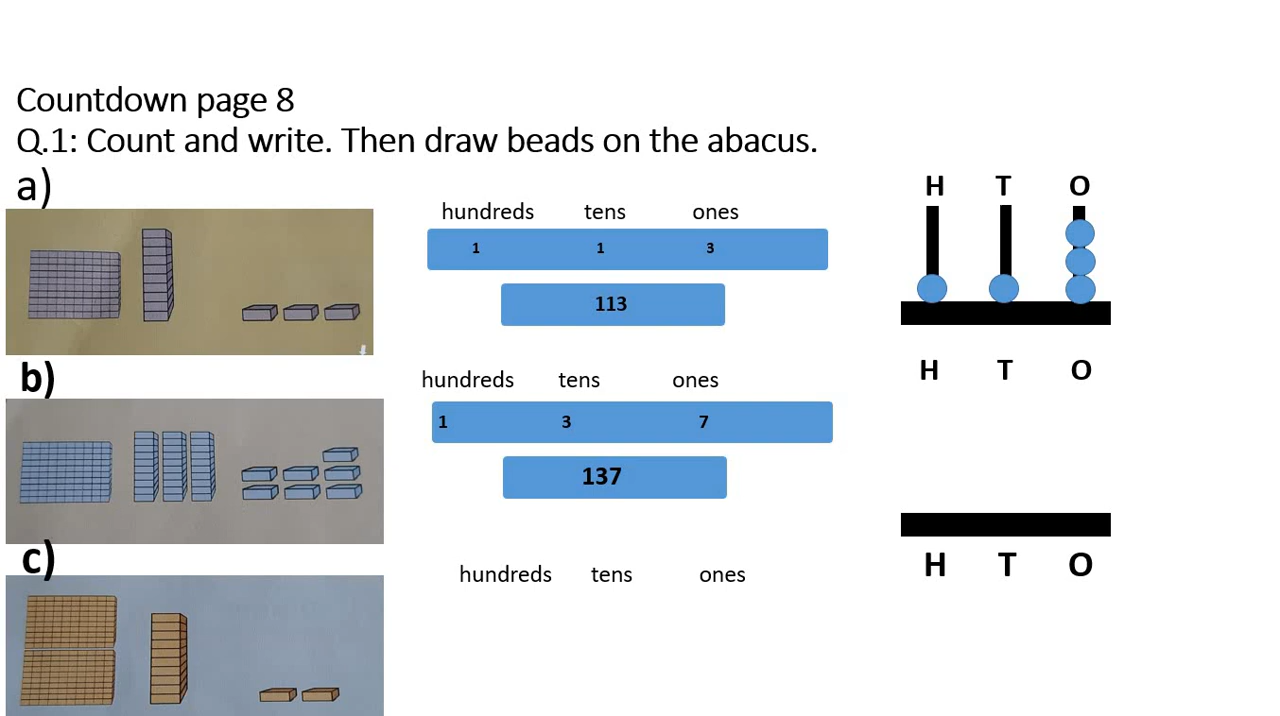 Countdown page 8
Q.1: Count and write. Then draw beads on the abacus.
a)
H T O
hundreds tens ones
1 1 3
113
b)
H T O
hundreds tens ones
1 3 7
137
c)
H T O
hundreds tens ones